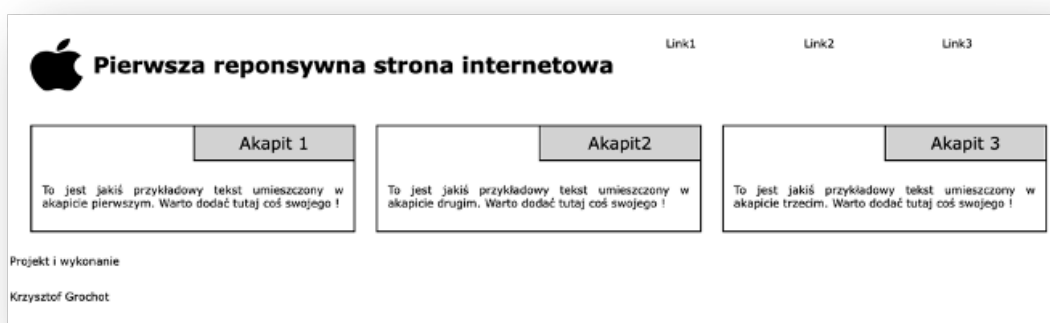 Pierwsza reponsywna strona internetowa
Link1
Link2
Link3
Akapit 1
To jest jakiś przykładowy tekst umieszczony w
akapicie pierwszym. Warto dodać tutaj coś swojego !
Akapit2
To jest jakiś przykładowy tekst umieszczony w
akapicie drugim. Warto dodać tutaj coś swojego !
Akapit 3
To jest jakiś przykładowy tekst umieszczony w
akapicie trzecim. Warto dodać tutaj coś swojego !
Projekt i wykonanie
Krzysztof Grochot